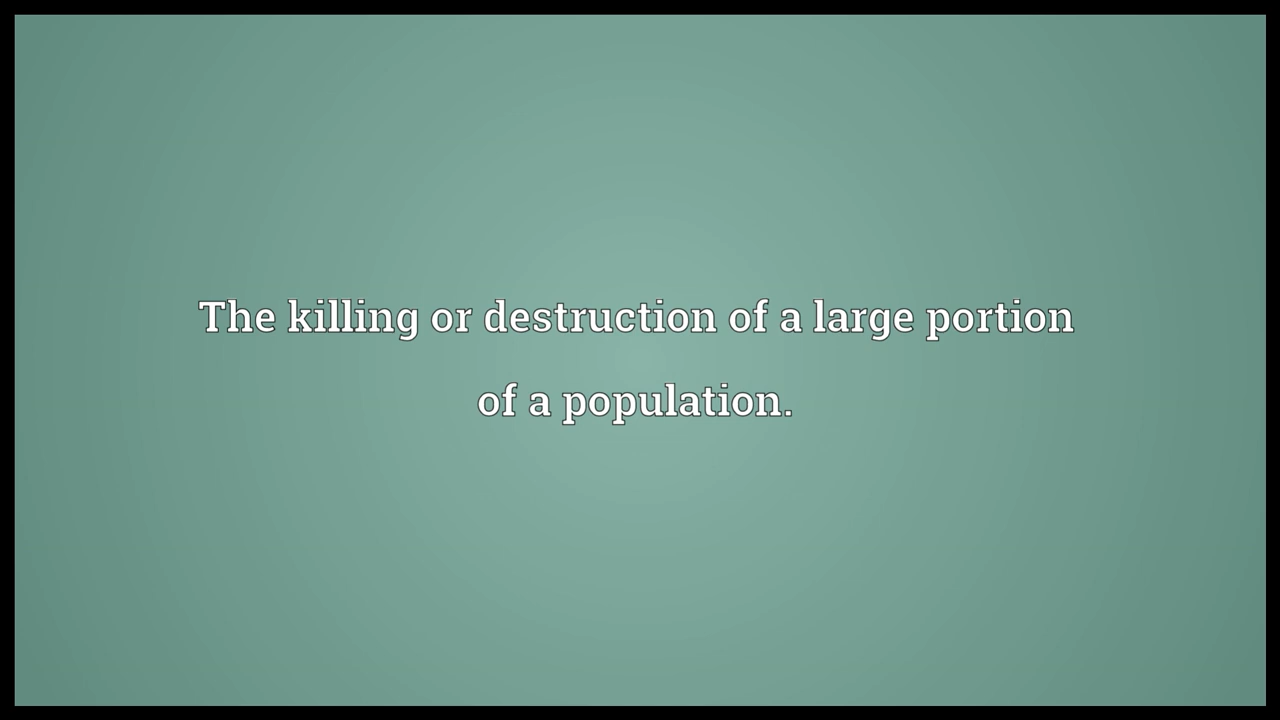 The killing or destruction of a large portion
of a population.